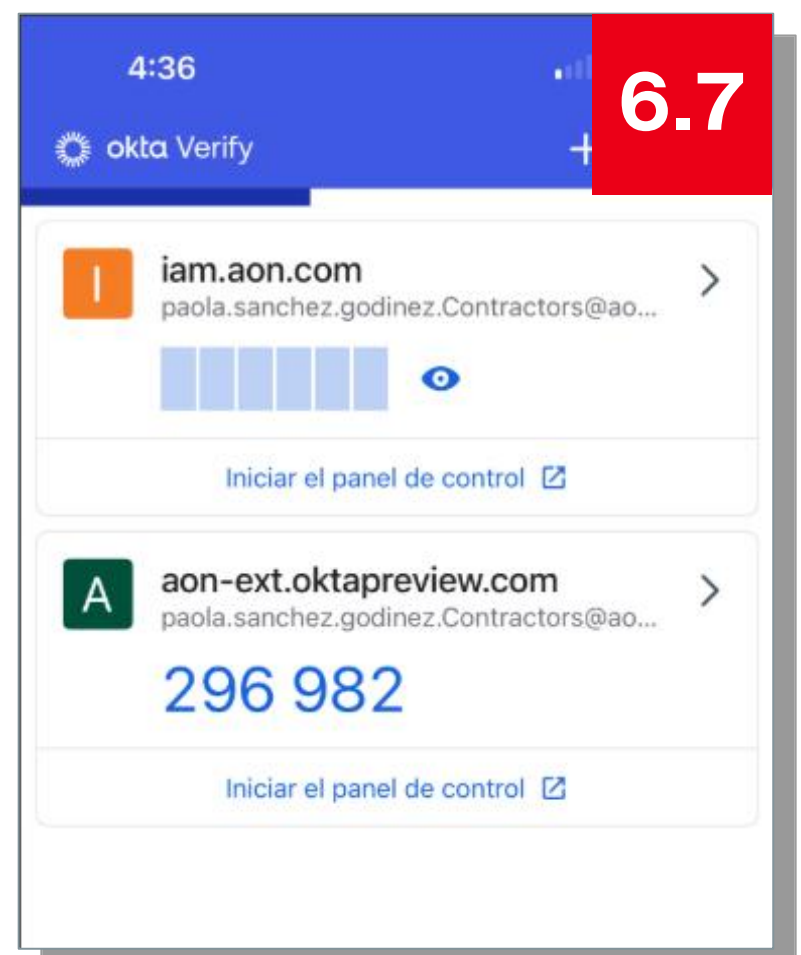 4:36
6.7
okta Verify
+
I
iam.aon.com
paola.sanchez.godinez.Contractors@ao...
Iniciar el panel de control
A
aon-ext.oktapreview.com
paola.sanchez.godinez.Contractors@ao...
296 982
Iniciar el panel de control